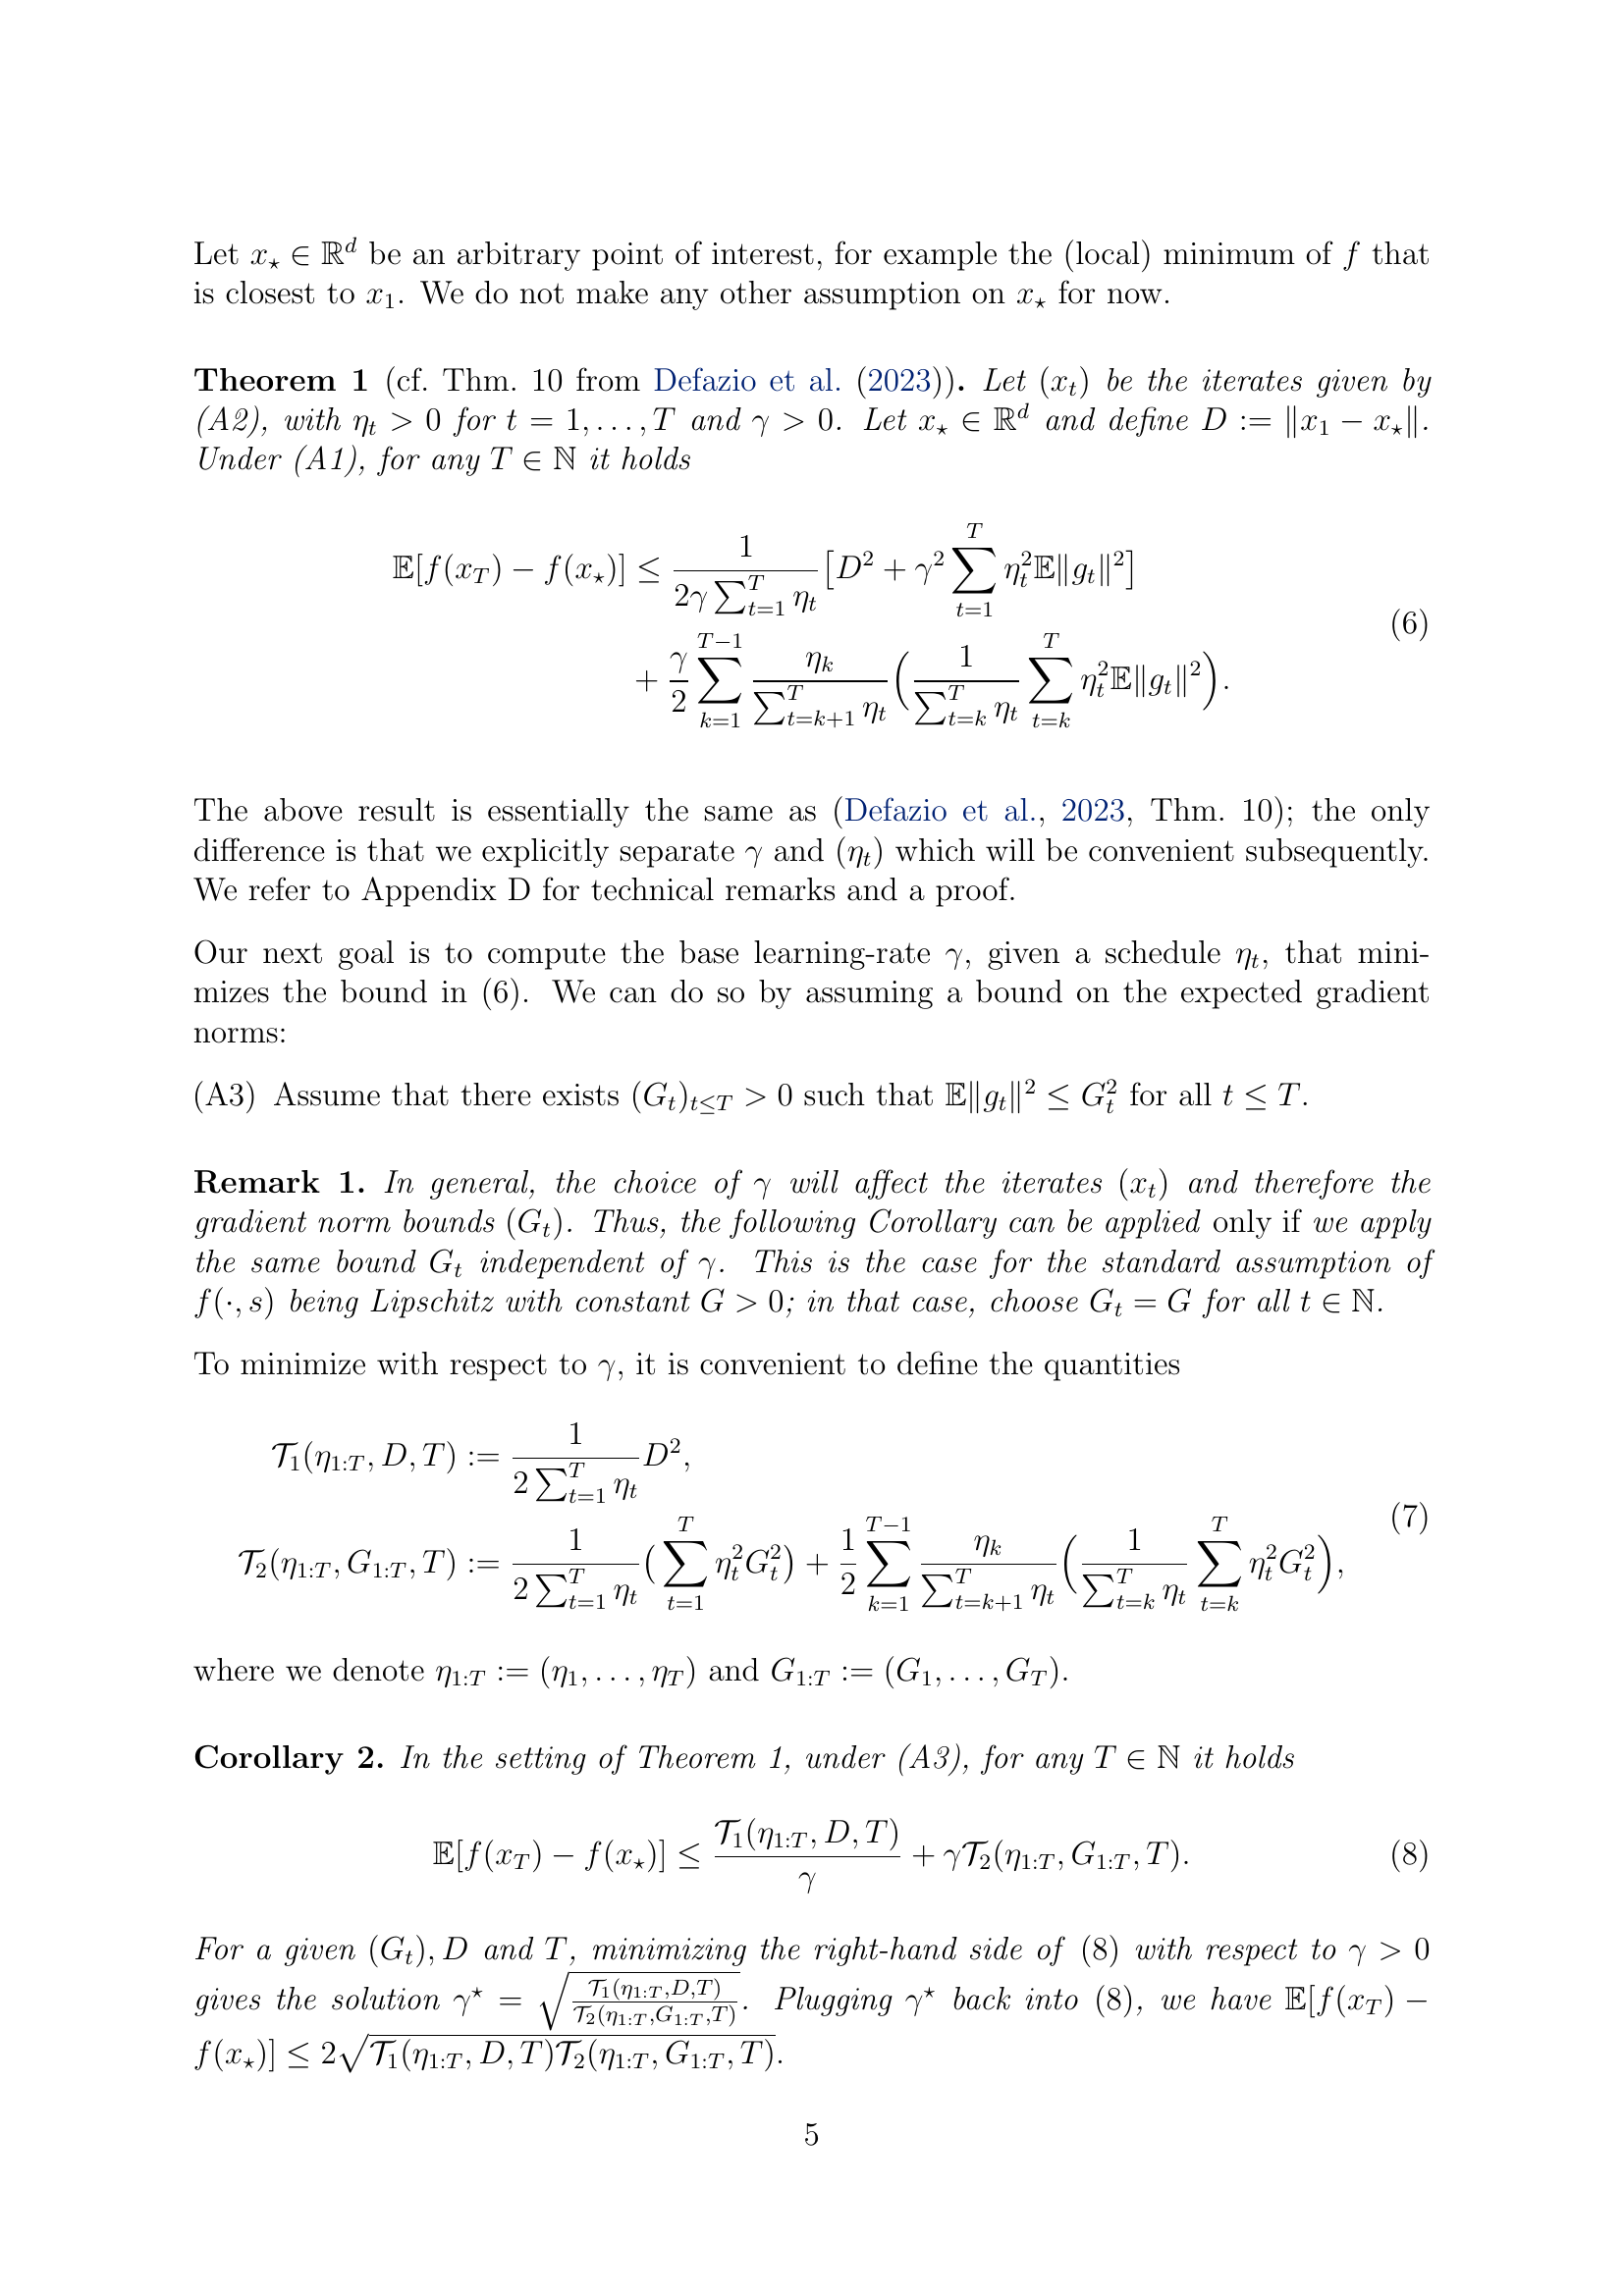 Let $x_\star \in \mathbb{R}^d$ be an arbitrary point of interest, for example the (local) minimum of $f$ that
is closest to $x_1$. We do not make any other assumption on $x_\star$ for now.
Theorem 1 (cf. Thm. 10 from Defazio et al. (2023)). Let $(x_t)$ be the iterates given by
(A2), with $\eta_t > 0$ for $t = 1, \ldots, T$ and $\gamma > 0$. Let $x_\star \in \mathbb{R}^d$ and define $D := \|x_1 - x_\star\|$.
Under (A1), for any $T \in \mathbb{N}$ it holds
$\mathbb{E}[f(x_T) - f(x_\star)] \leq \frac{1}{2\gamma \sum_{t=1}^{T} \eta_t} \big[ D^2 + \gamma^2 \sum_{t=1}^{T} \eta_t^2 \mathbb{E}\|g_t\|^2 \big]$
$+ \frac{\gamma}{2} \sum_{k=1}^{T-1} \frac{\eta_k}{\sum_{t=k+1}^{T} \eta_t} \Big( \frac{1}{\sum_{t=k}^{T} \eta_t} \sum_{t=k}^{T} \eta_t^2 \mathbb{E}\|g_t\|^2 \Big).$ (6)
The above result is essentially the same as (Defazio et al., 2023, Thm. 10); the only
difference is that we explicitly separate $\gamma$ and $(\eta_t)$ which will be convenient subsequently.
We refer to Appendix D for technical remarks and a proof.
Our next goal is to compute the base learning-rate $\gamma$, given a schedule $\eta_t$, that mini-
mizes the bound in (6). We can do so by assuming a bound on the expected gradient
norms:
(A3) Assume that there exists $(G_t)_{t \leq T} > 0$ such that $\mathbb{E}\|g_t\|^2 \leq G_t^2$ for all $t \leq T$.
Remark 1. In general, the choice of $\gamma$ will affect the iterates $(x_t)$ and therefore the
gradient norm bounds $(G_t)$. Thus, the following Corollary can be applied only if we apply
the same bound $G_t$ independent of $\gamma$. This is the case for the standard assumption of
$f(\cdot, s)$ being Lipschitz with constant $G > 0$; in that case, choose $G_t = G$ for all $t \in \mathbb{N}$.
To minimize with respect to $\gamma$, it is convenient to define the quantities
$\mathcal{T}_1(\eta_{1:T}, D, T) := \frac{1}{2 \sum_{t=1}^{T} \eta_t} D^2,$
$\mathcal{T}_2(\eta_{1:T}, G_{1:T}, T) := \frac{1}{2 \sum_{t=1}^{T} \eta_t} \big( \sum_{t=1}^{T} \eta_t^2 G_t^2 \big) + \frac{1}{2} \sum_{k=1}^{T-1} \frac{\eta_k}{\sum_{t=k+1}^{T} \eta_t} \Big( \frac{1}{\sum_{t=k}^{T} \eta_t} \sum_{t=k}^{T} \eta_t^2 G_t^2 \Big),$ (7)
where we denote $\eta_{1:T} := (\eta_1, \ldots, \eta_T)$ and $G_{1:T} := (G_1, \ldots, G_T)$.
Corollary 2. In the setting of Theorem 1, under (A3), for any $T \in \mathbb{N}$ it holds
$\mathbb{E}[f(x_T) - f(x_\star)] \leq \frac{\mathcal{T}_1(\eta_{1:T}, D, T)}{\gamma} + \gamma \mathcal{T}_2(\eta_{1:T}, G_{1:T}, T).$ (8)
For a given $(G_t), D$ and $T$, minimizing the right-hand side of (8) with respect to $\gamma > 0$
gives the solution $\gamma^\star = \sqrt{\frac{\mathcal{T}_1(\eta_{1:T}, D, T)}{\mathcal{T}_2(\eta_{1:T}, G_{1:T}, T)}}$. Plugging $\gamma^\star$ back into (8), we have $\mathbb{E}[f(x_T) -$
$f(x_\star)] \leq 2\sqrt{\mathcal{T}_1(\eta_{1:T}, D, T) \mathcal{T}_2(\eta_{1:T}, G_{1:T}, T)}$.
5